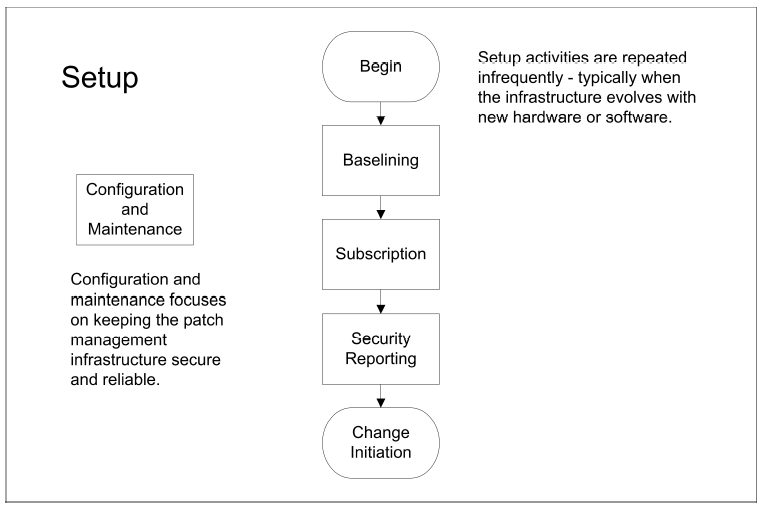 Setup
Begin
Setup activities are repeated
infrequently - typically when
the infrastructure evolves with
new hardware or software.
Baselining
Configuration
and
Maintenance
Subscription
Configuration and
maintenance focuses
on keeping the patch
management
infrastructure secure
and reliable.
Security
Reporting
Change
Initiation